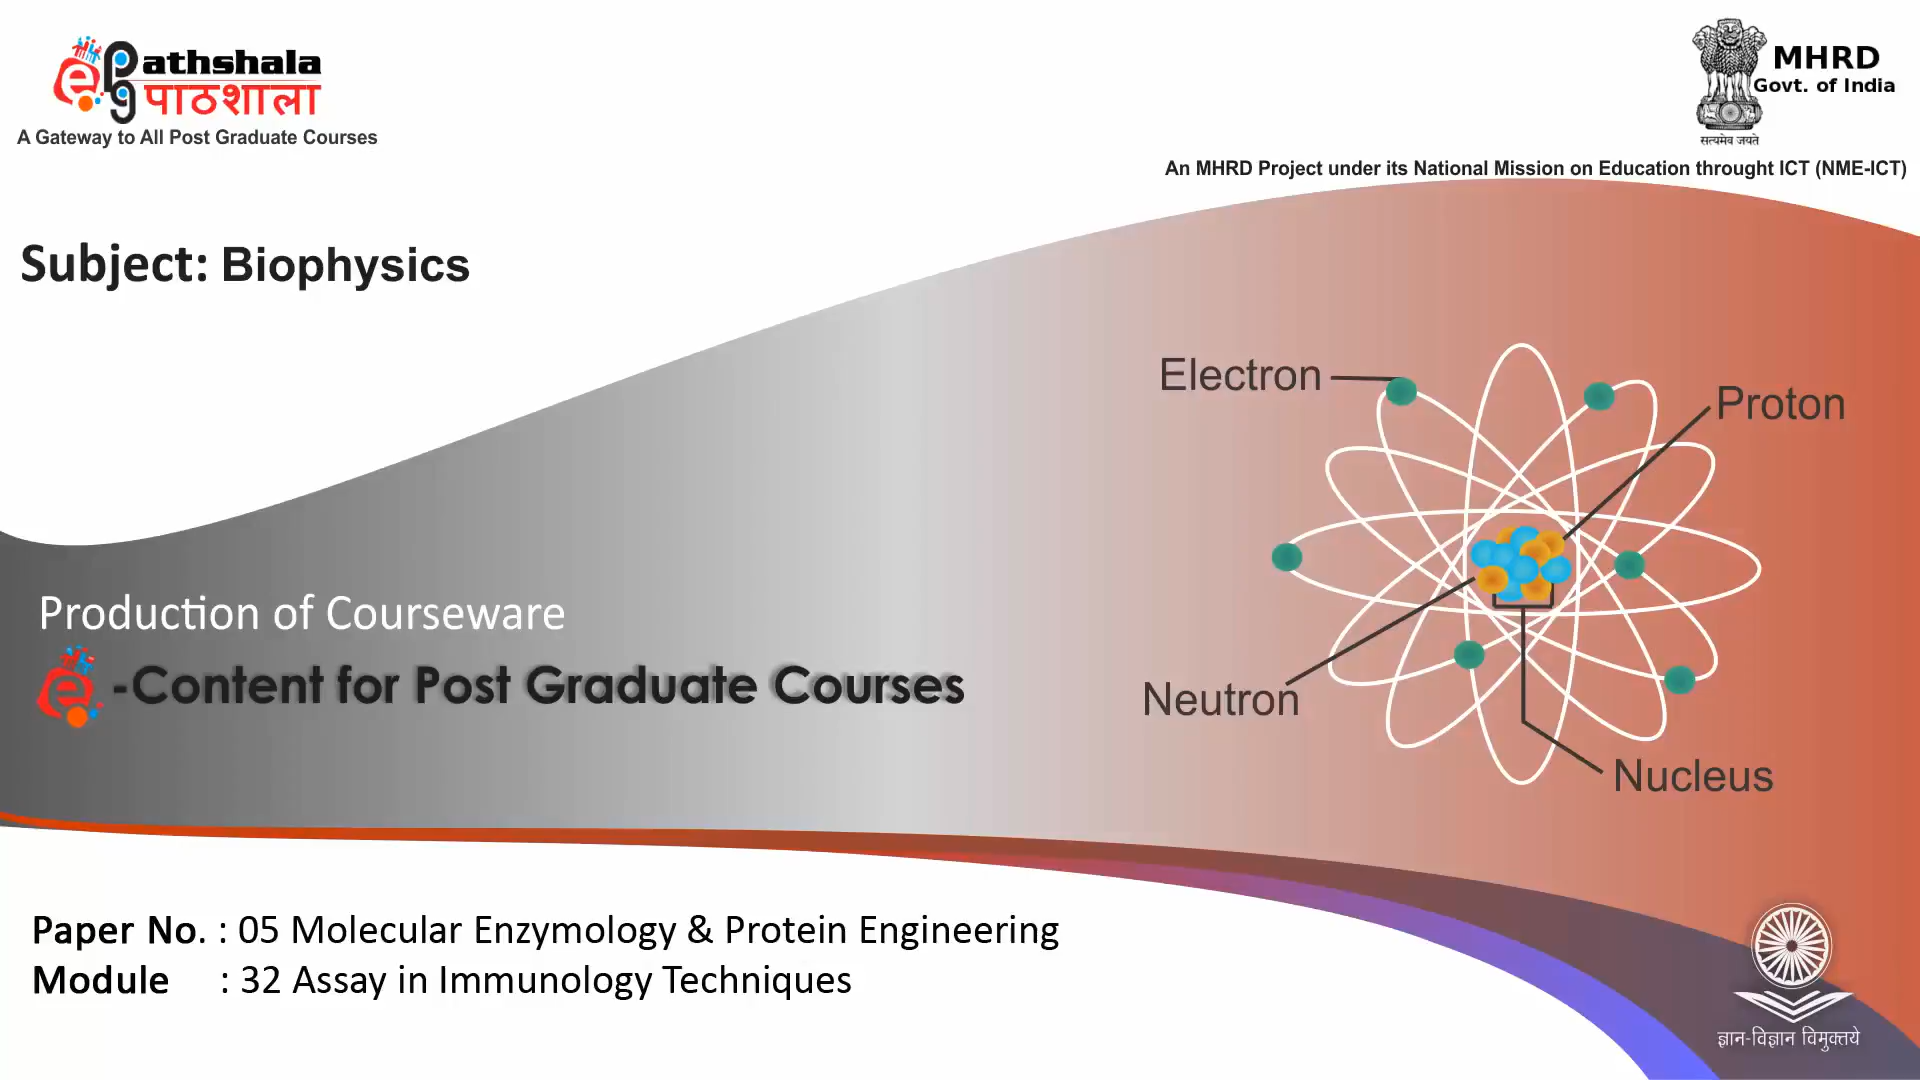 Pathshala
पाठशाला
A Gateway to All Post Graduate Courses
MHRD
Govt. of India
सत्यमेव जयते
An MHRD Project under its National Mission on Education throught ICT (NME-ICT)
Subject: Biophysics
Electron
Proton
Neutron
Nucleus
Production of Courseware
e-Content for Post Graduate Courses
Paper No. : 05 Molecular Enzymology & Protein Engineering
Module : 32 Assay in Immunology Techniques
ज्ञान-विज्ञान विमुक्तये